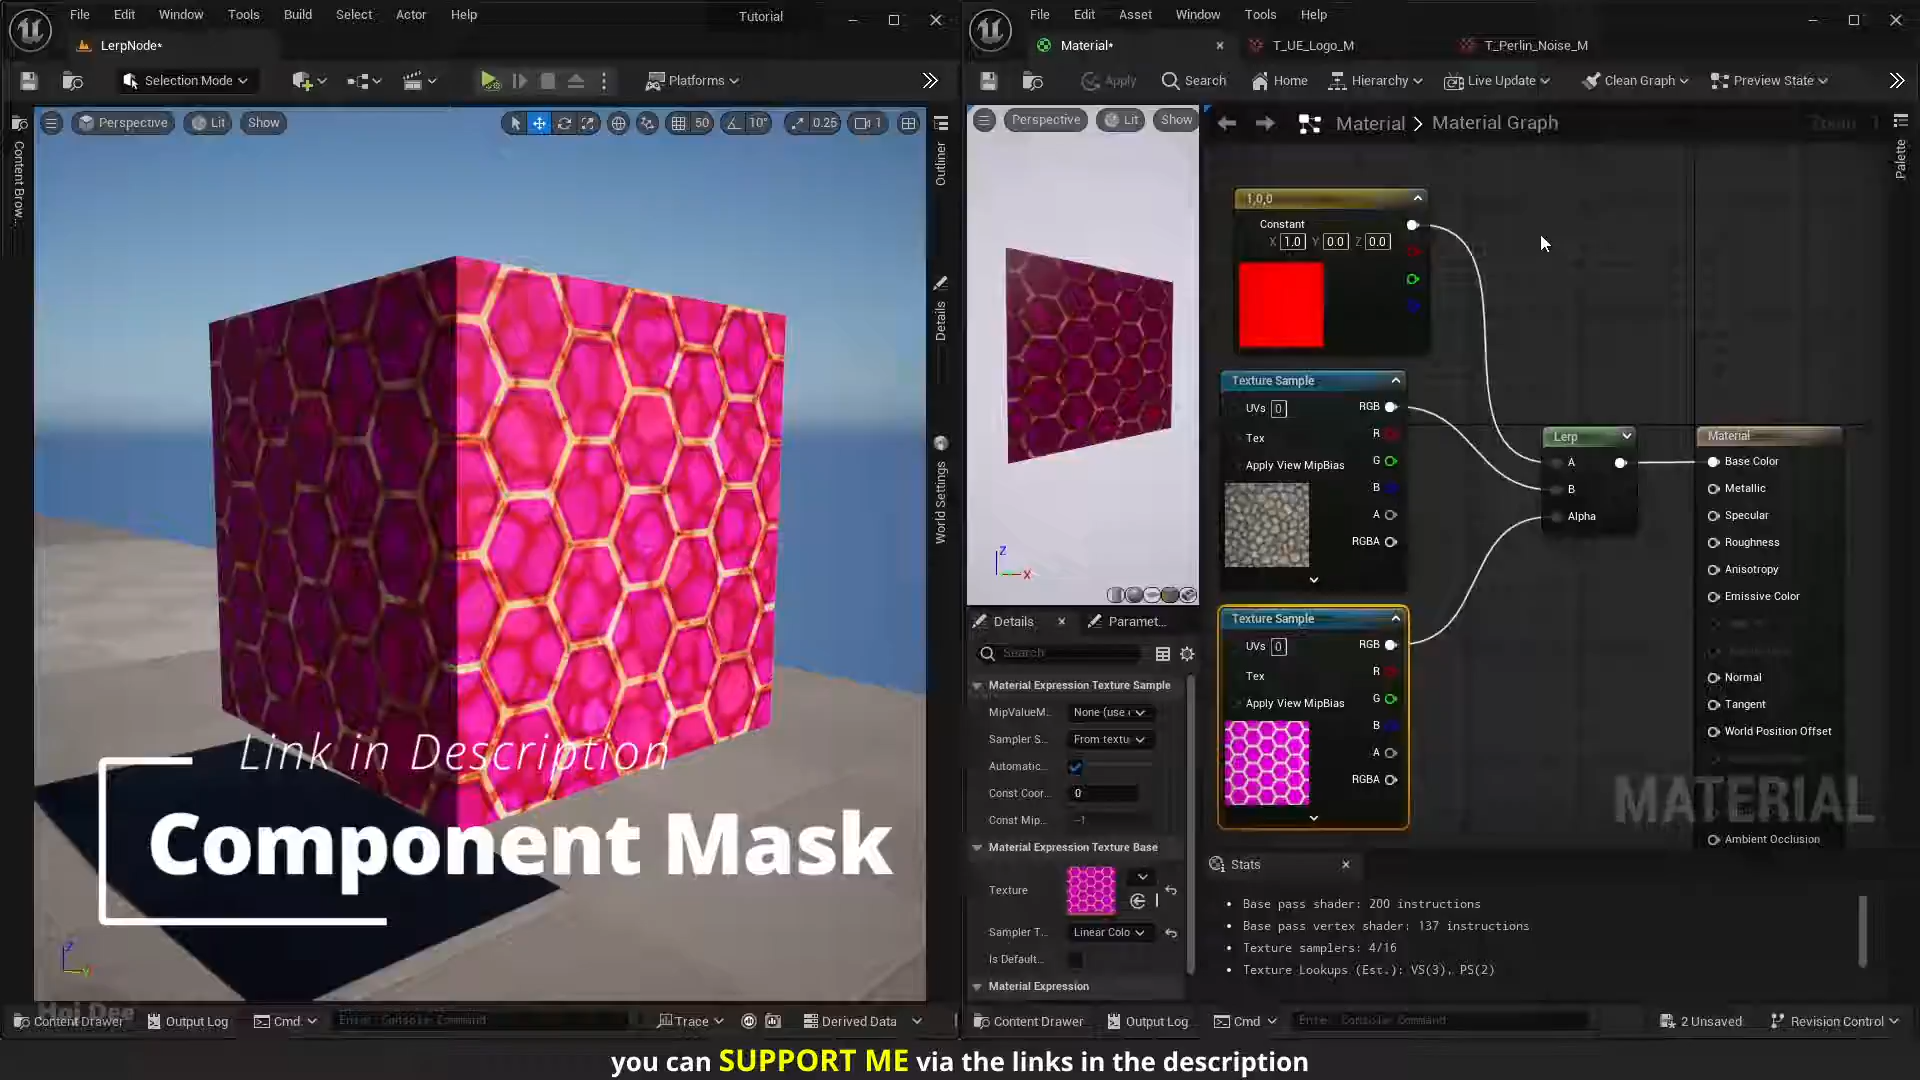 File Edit Window Tools Build Select Actor Help
Tutorial
LerpNode*
Selection Mode
Platforms
Perspective
Lit
Show
50
10°
0.25
1
Content Brow...
Outliner
Details
World Settings
Link in Description
Component Mask
Z
Y
Content Drawer
Output Log
Cmd
Enter Console Command
Trace
Derived Data
File Edit Asset Window Tools Help
Material*
T_UE_Logo_M
T_Perlin_Noise_M
Apply
Search
Home
Hierarchy
Live Update
Clean Graph
Preview State
Perspective
Lit
Show
Z
X
Material > Material Graph
Palette
1,0,0
Constant
X 1.0 Y 0.0 Z 0.0
Texture Sample
UVs 0
RGB
Tex
R
Apply View MipBias
G
B
A
RGBA
Texture Sample
UVs 0
RGB
Tex
R
Apply View MipBias
G
B
A
RGBA
Lerp
A
B
Alpha
Material
Base Color
Metallic
Specular
Roughness
Anisotropy
Emissive Color
Normal
Tangent
World Position Offset
Ambient Occlusion
MATERIAL
Details
Paramet...
Search
Material Expression Texture Sample
MipValueM...
None (use
Sampler S...
From textu
Automatic...
Const Coor...
0
Const Mip...
-1
Material Expression Texture Base
Texture
Sampler T...
Linear Colo
Is Default...
Material Expression
Stats
Base pass shader: 200 instructions
Base pass vertex shader: 137 instructions
Texture samplers: 4/16
Texture Lookups (Est.): VS(3), PS(2)
Content Drawer
Output Log
Cmd
Enter Console Command
2 Unsaved
Revision Control
you can SUPPORT ME via the links in the description